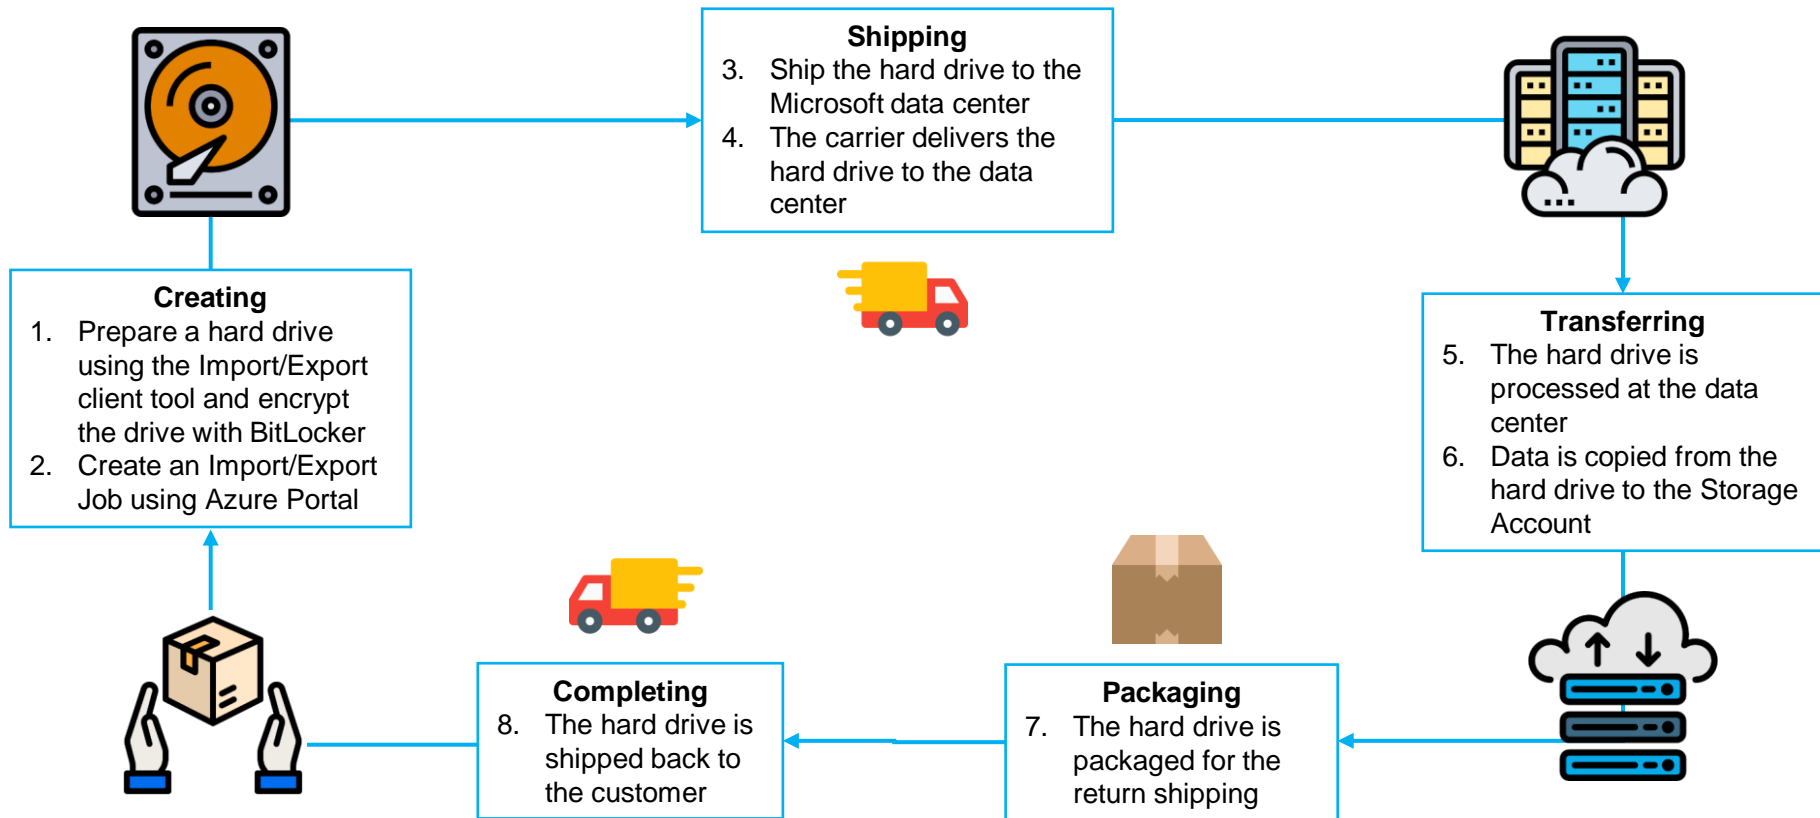 Creating
1. Prepare a hard drive
using the Import/Export
client tool and encrypt
the drive with BitLocker
2. Create an Import/Export
Job using Azure Portal
Shipping
3. Ship the hard drive to the
Microsoft data center
4. The carrier delivers the
hard drive to the data
center
Transferring
5. The hard drive is
processed at the data
center
6. Data is copied from the
hard drive to the Storage
Account
Packaging
7. The hard drive is
packaged for the
return shipping
Completing
8. The hard drive is
shipped back to
the customer